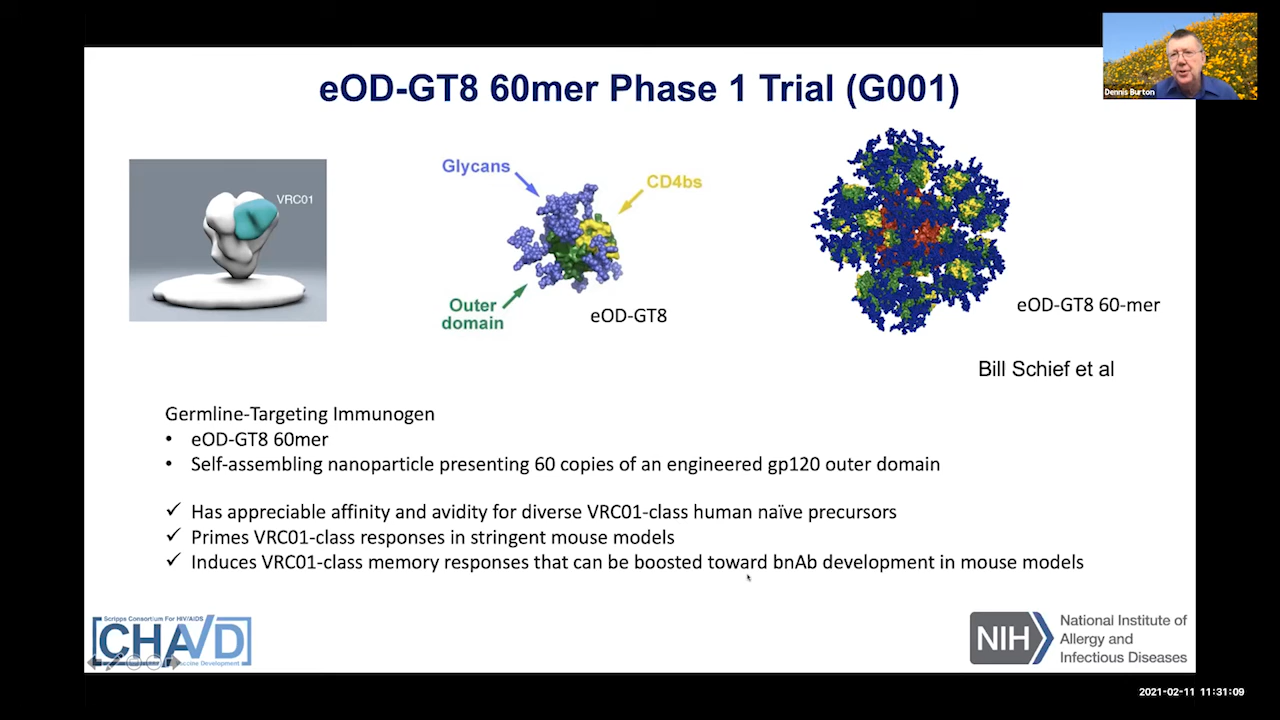 eOD-GT8 60mer Phase 1 Trial (G001)
Dennis Burton
VRC01
Glycans
CD4bs
Outer
domain
eOD-GT8
eOD-GT8 60-mer
Bill Schief et al
Germline-Targeting Immunogen
• eOD-GT8 60mer
• Self-assembling nanoparticle presenting 60 copies of an engineered gp120 outer domain
✓ Has appreciable affinity and avidity for diverse VRC01-class human naïve precursors
✓ Primes VRC01-class responses in stringent mouse models
✓ Induces VRC01-class memory responses that can be boosted toward bnAb development in mouse models
Scripps Consortium For HIV/AIDS
CHAVD
Vaccine Development
NIH
National Institute of
Allergy and
Infectious Diseases
2021-02-11 11:31:09